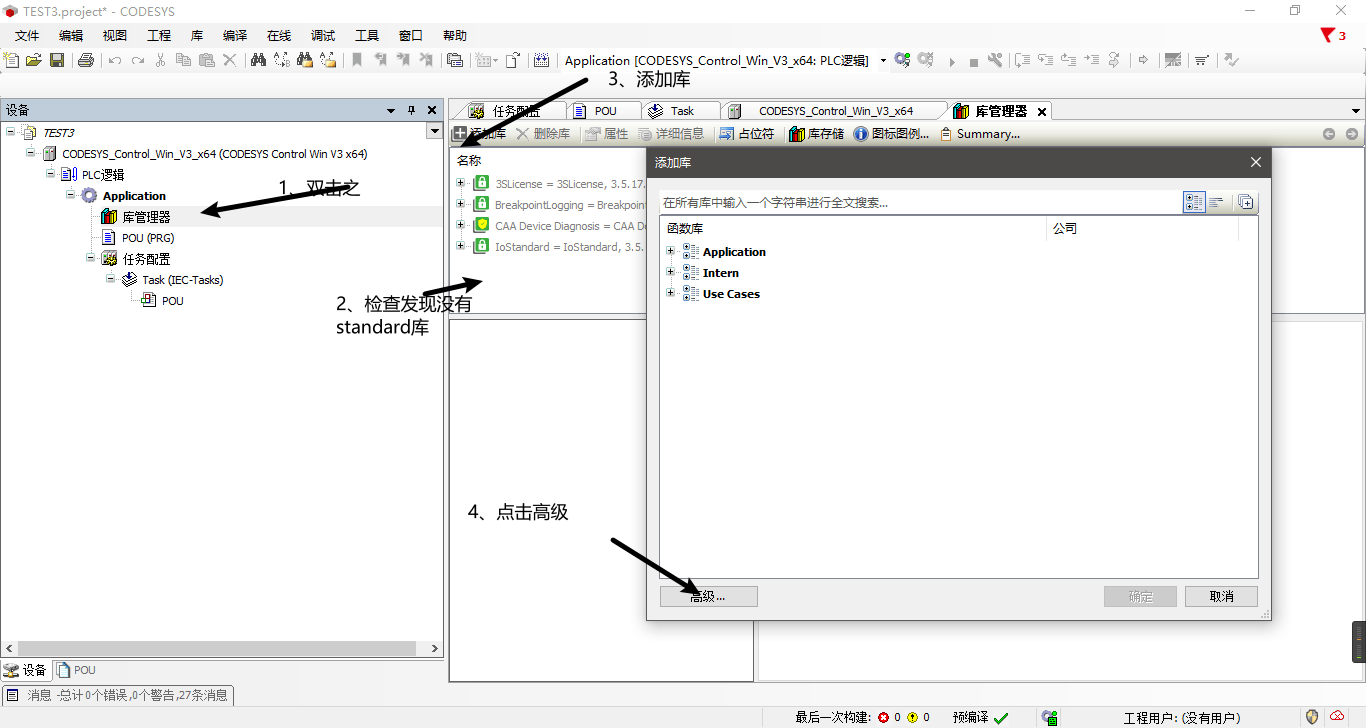 TEST3.project* - CODESYS
文件 编辑 视图 工程 库 编译 在线 调试 工具 窗口 帮助
3
Application [CODESYS_Control_Win_V3_x64: PLC逻辑]
3、添加库
设备
任务配置 POU Task CODESYS_Control_Win_V3_x64 库管理器
TEST3
添加库 删除库 属性 详细信息 占位符 库存储 图标图例... Summary...
CODESYS_Control_Win_V3_x64 (CODESYS Control Win V3 x64)
PLC逻辑
Application
1、双击之
库管理器
POU (PRG)
任务配置
Task (IEC-Tasks)
POU
名称
3SLicense = 3SLicense, 3.5.17.
BreakpointLogging = Breakpoint
CAA Device Diagnosis = CAA D
IoStandard = IoStandard, 3.5.
2、检查发现没有
standard库
添加库
在所有库中输入一个字符串进行全文搜索...
函数库 公司
Application
Intern
Use Cases
4、点击高级
高级... 确定 取消
设备 POU
消息 -总计0个错误,0个警告,27条消息
最后一次构建: 0 0 预编译 工程用户: (没有用户)